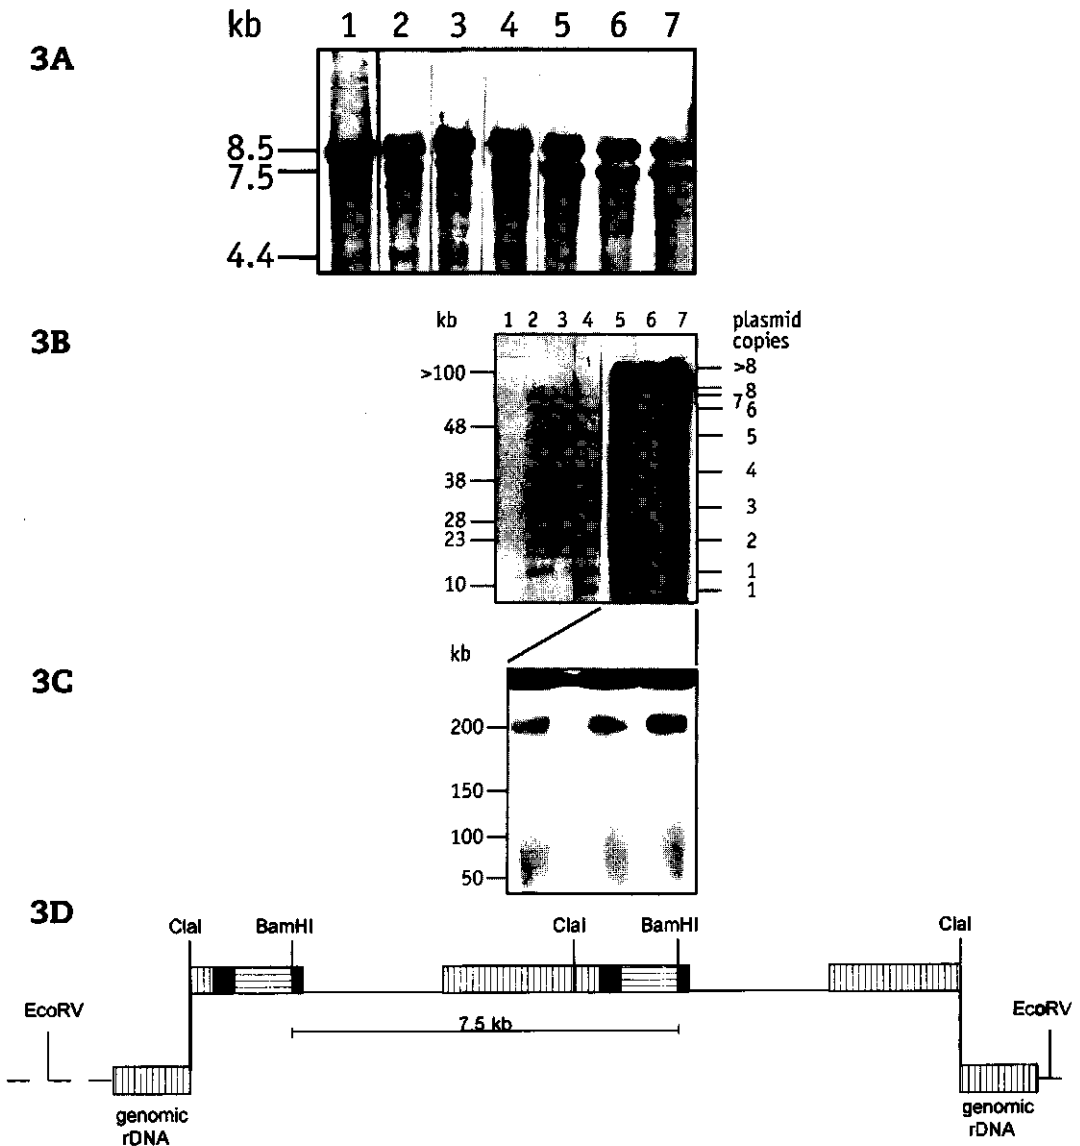 3A
kb 1 2 3 4 5 6 7
8.5
7.5
4.4
3B
kb 1 2 3 4 5 6 7 plasmid
copies
>100
48
38
28
23
10
>8
8
7
6
5
4
3
2
1
1
3C
kb
200
150
100
50
3D
ClaI BamHI ClaI BamHI ClaI
EcoRV EcoRV
7.5 kb
genomic
rDNA
genomic
rDNA